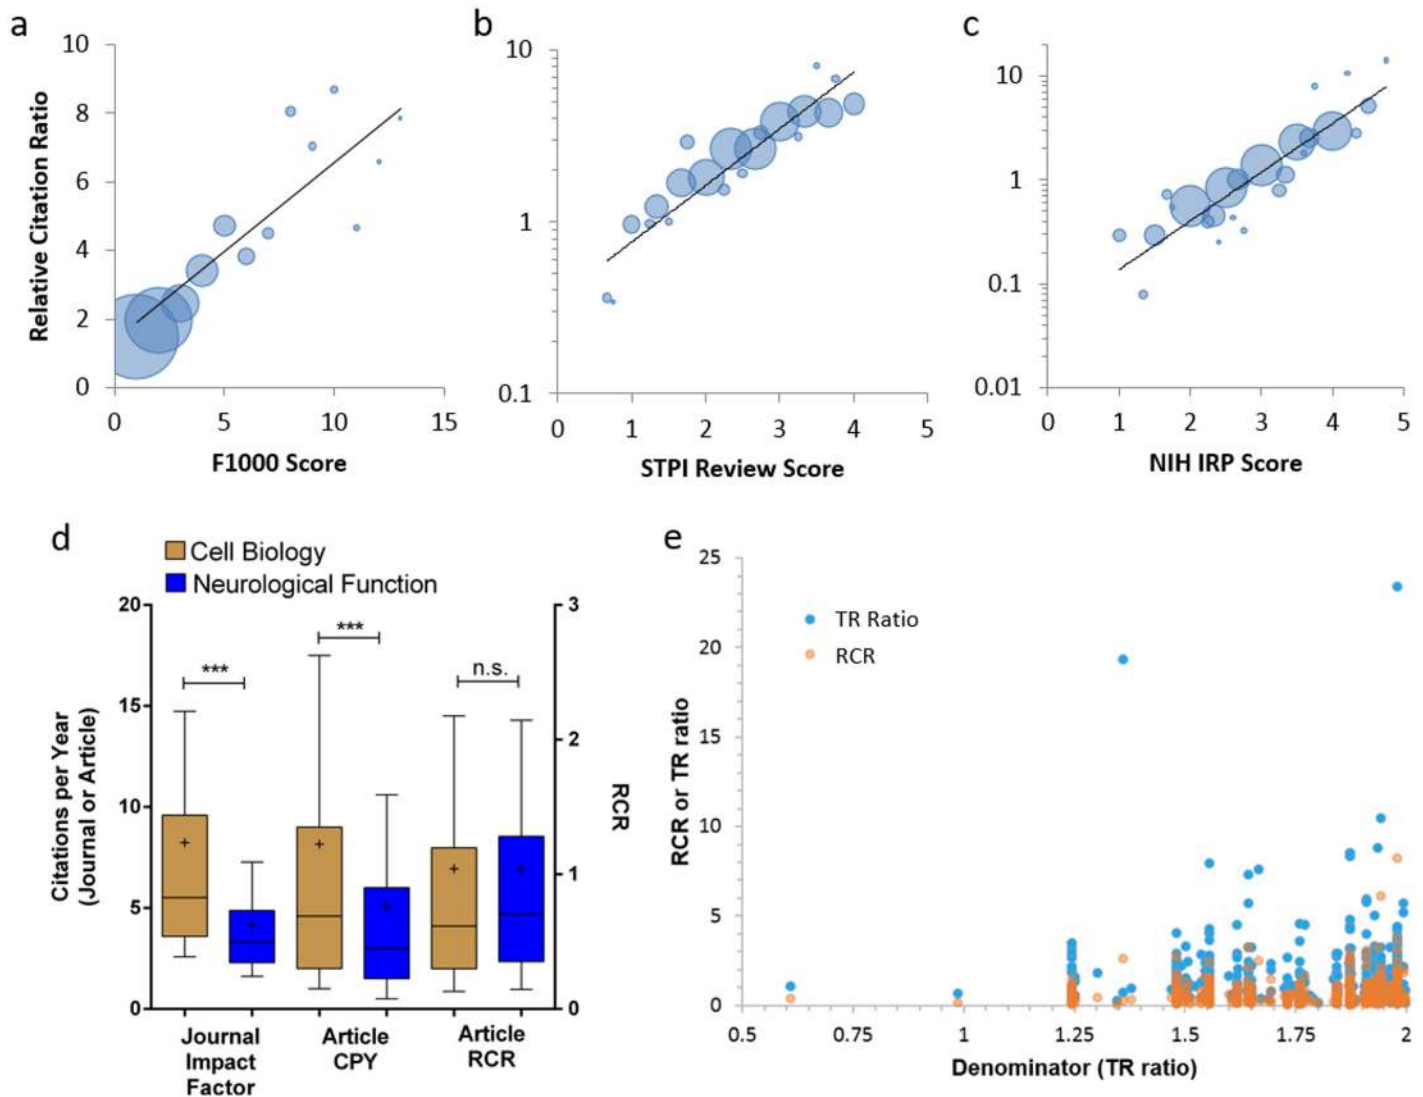 a
10
8
6
4
2
0
Relative Citation Ratio
0 5 10 15
F1000 Score
b
10
1
0.1
0 1 2 3 4 5
STPI Review Score
c
10
1
0.1
0.01
0 1 2 3 4 5
NIH IRP Score
d
Cell Biology
Neurological Function
20
15
10
5
0
Citations per Year
(Journal or Article)
***
***
n.s.
+ + + + + +
3
2
1
0
RCR
Journal
Impact
Factor
Article
CPY
Article
RCR
e
25
20
15
10
5
0
RCR or TR ratio
TR Ratio
RCR
0.5 0.75 1 1.25 1.5 1.75 2
Denominator (TR ratio)